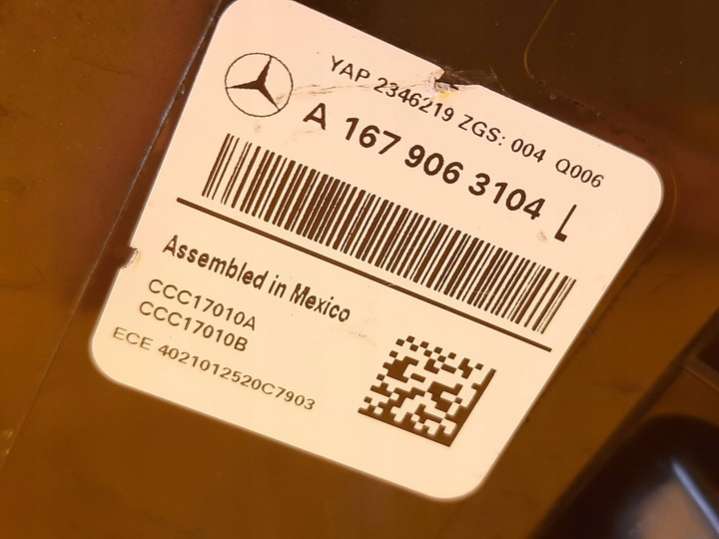 YAP 2346219 ZGS: 004 Q006
A 167 906 3104 L
Assembled in Mexico
CCC17010A
CCC17010B
ECE 4021012520C7903